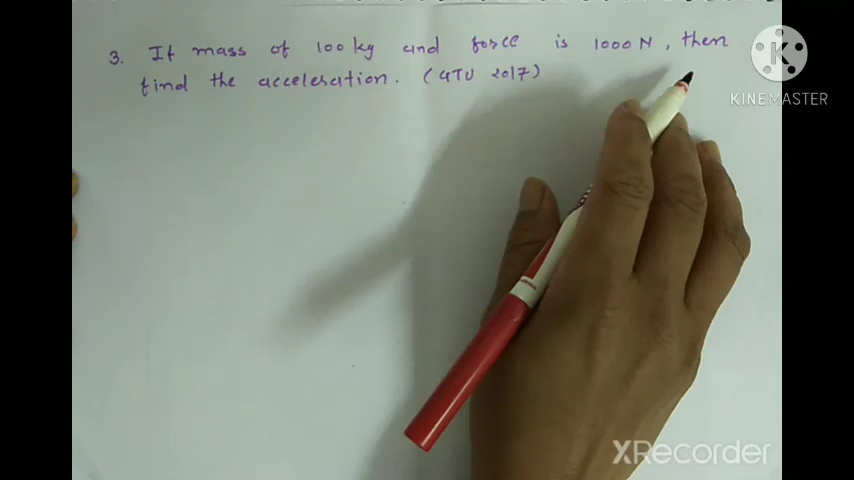 3. If mass of 100 kg and force is 1000 N, then
find the acceleration. (GTU 2017)
K
KINEMASTER
XRecorder